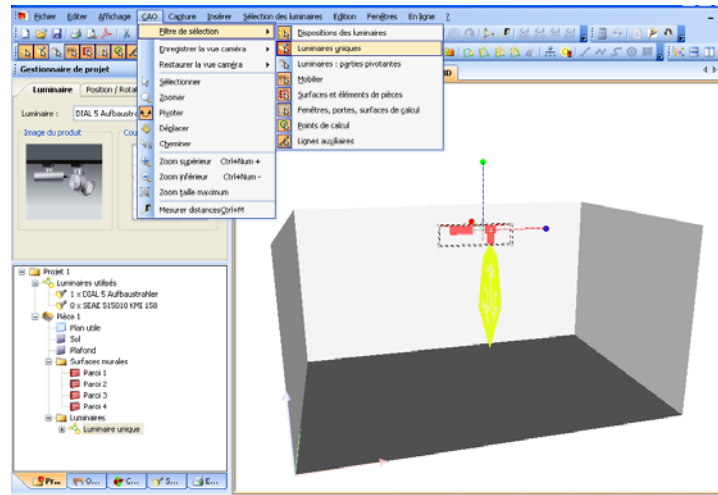 Fichier Editer Affichage CAO Capture Insérer Sélection des luminaires Edition Fenêtres En ligne ?
Filtre de sélection
Enregistrer la vue caméra
Restaurer la vue caméra
Sélectionner
Zoomer
Pivoter
Déplacer
Cheminer
Zoom supérieur Ctrl+Num +
Zoom inférieur Ctrl+Num -
Zoom taille maximum
Mesurer distances Ctrl+M
Dispositions des luminaires
Luminaires uniques
Luminaires : parties pivotantes
Mobilier
Surfaces et éléments de pièces
Fenêtres, portes, surfaces de calcul
Points de calcul
Lignes auxiliaires
Gestionnaire de projet
Luminaire Position / Rotat
Luminaire : DIAL 5 Aufbaustra
Image du produit Cou
Projet 1
Luminaires utilisés
1 x DIAL 5 Aufbaustrahler
0 x SEAE 515010 KMI 150
Pièce 1
Plan utile
Sol
Plafond
Surfaces murales
Paroi 1
Paroi 2
Paroi 3
Paroi 4
Luminaires
Luminaire unique
Pr... O... C... S... E...